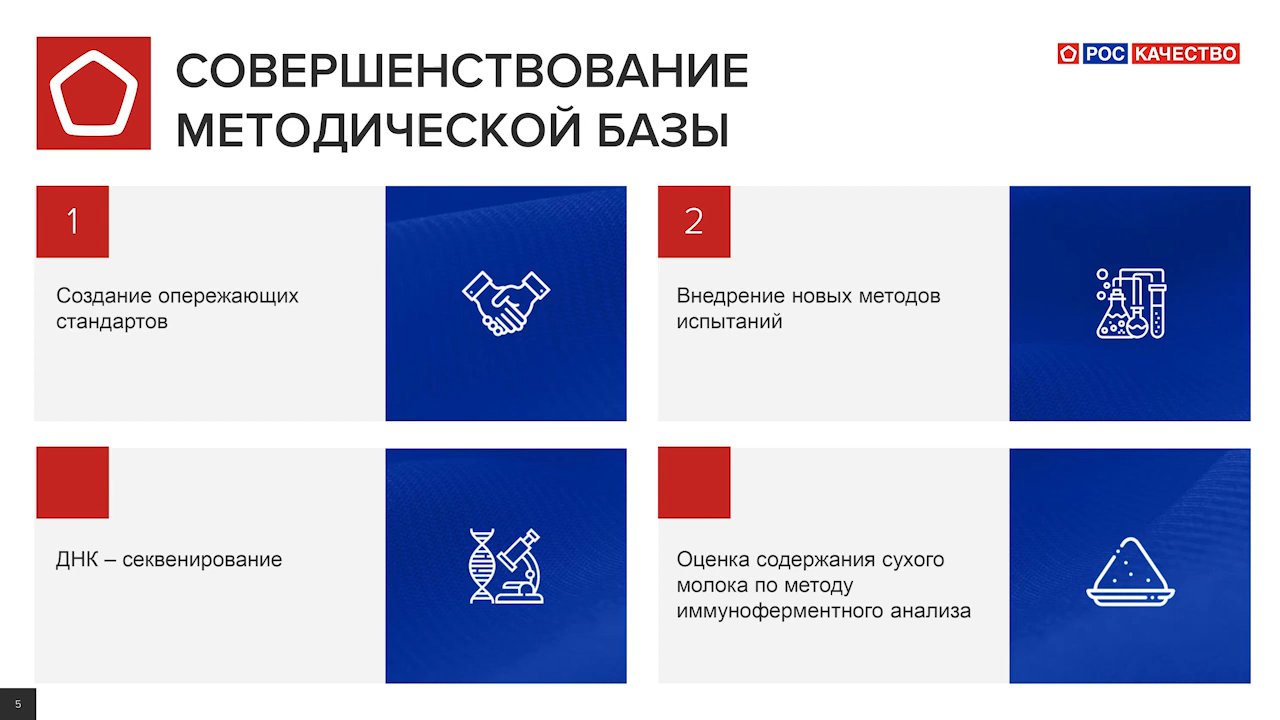 СОВЕРШЕНСТВОВАНИЕ
МЕТОДИЧЕСКОЙ БАЗЫ
РОС КАЧЕСТВО
1
Создание опережающих
стандартов
2
Внедрение новых методов
испытаний
ДНК – секвенирование
Оценка содержания сухого
молока по методу
иммуноферментного анализа
5